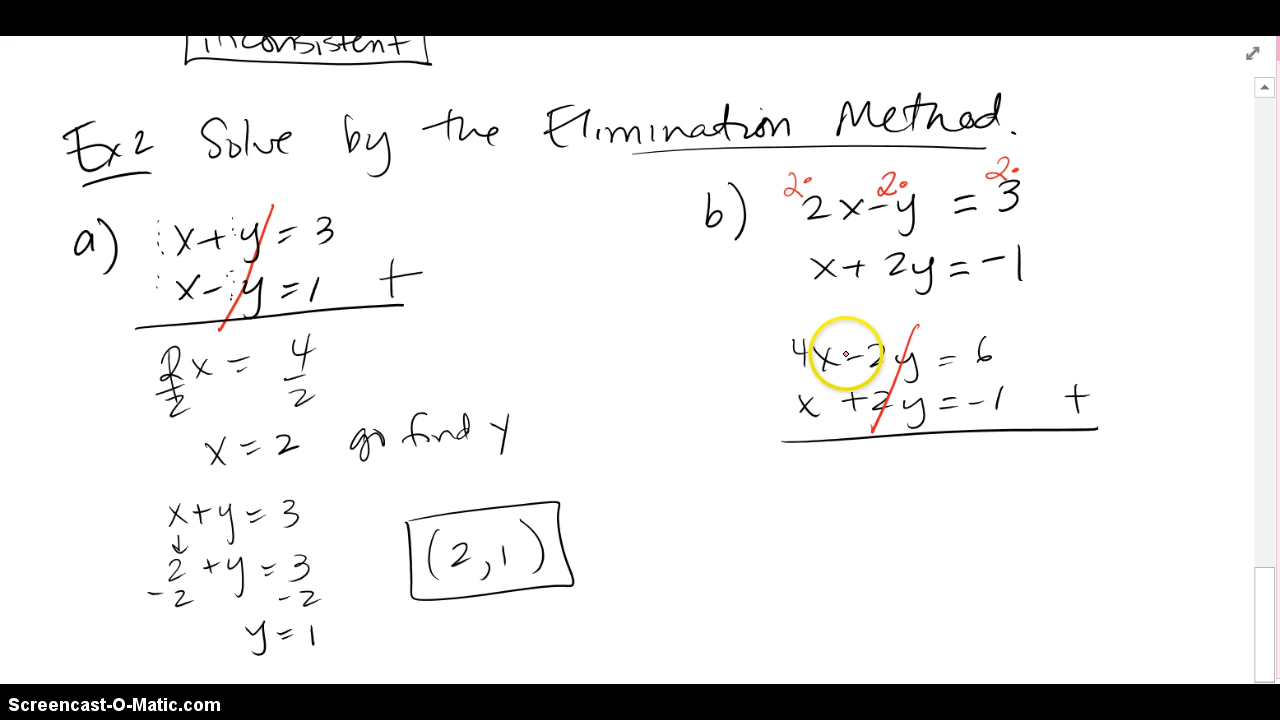 inconsistent
Ex2 Solve by the Elimination Method.
a) x+y = 3
x-y = 1 +
2x = 4
2 2
x = 2 go find y
x+y = 3
2 +y = 3
-2 -2
y = 1
(2,1)
b) 2· 2· 2·
2x-y = 3
x+2y = -1
4x-2y = 6
x +2y = -1 +
Screencast-O-Matic.com